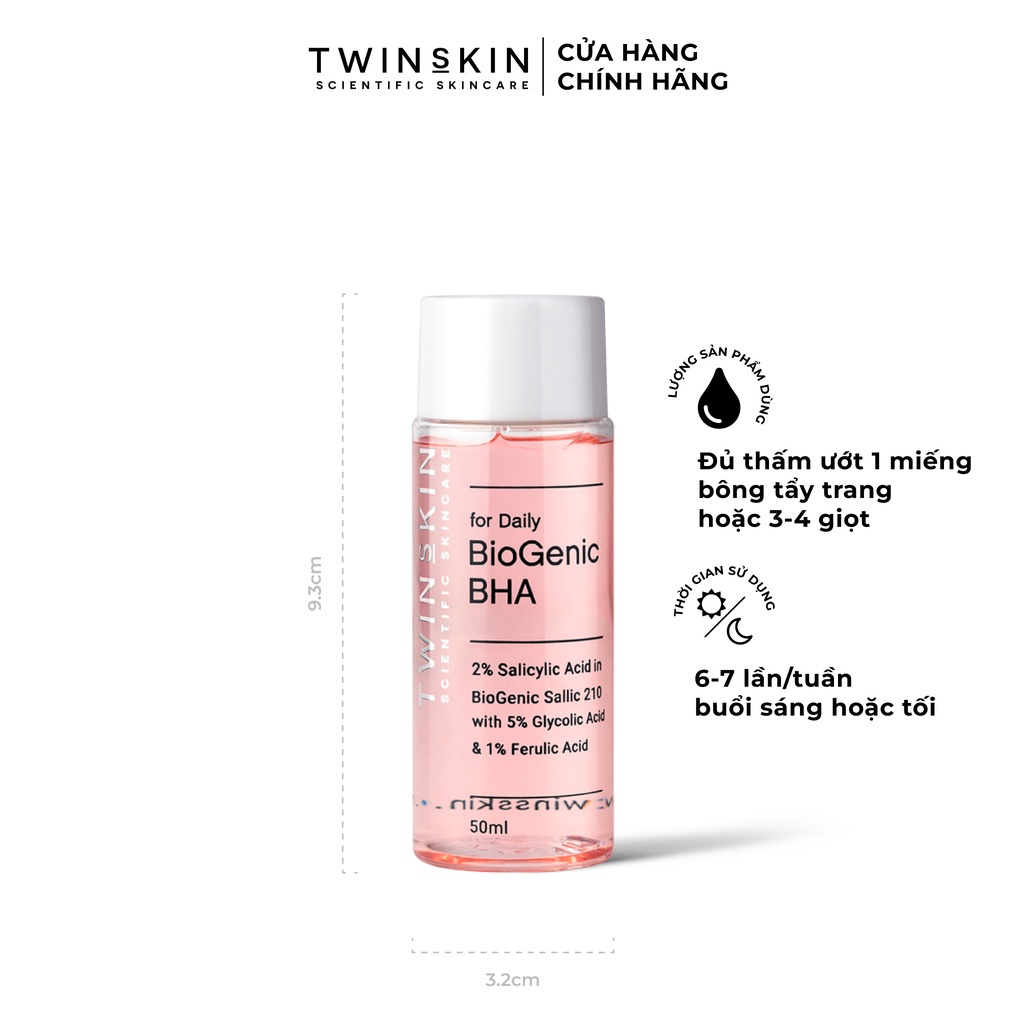 TWINSKIN
SCIENTIFIC SKINCARE
CỬA HÀNG
CHÍNH HÃNG
LƯỢNG SẢN PHẨM DÙNG
Đủ thấm ướt 1 miếng
bông tẩy trang
hoặc 3-4 giọt
THỜI GIAN SỬ DỤNG
6-7 lần/tuần
buổi sáng hoặc tối
9.3cm
TWINSKIN
SCIENTIFIC SKINCARE
for Daily
BioGenic
BHA
2% Salicylic Acid in
BioGenic Sallic 210
with 5% Glycolic Acid
& 1% Ferulic Acid
50ml
3.2cm